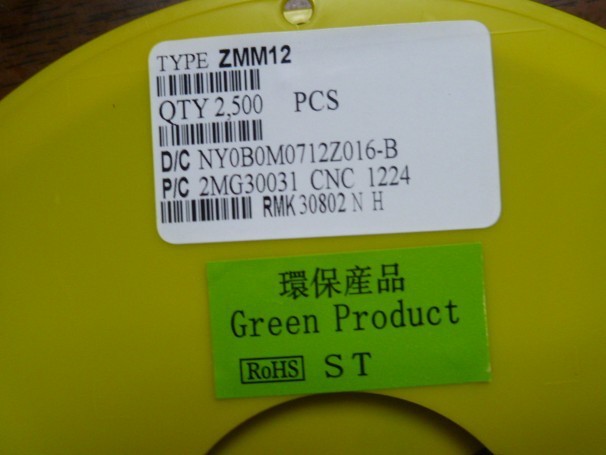 TYPE ZMM12
QTY 2,500 PCS
D/C NY0B0M0712Z016-B
P/C 2MG30031 CNC 1224
RMK 30802 N H
環保産品
Green Product
RoHS ST